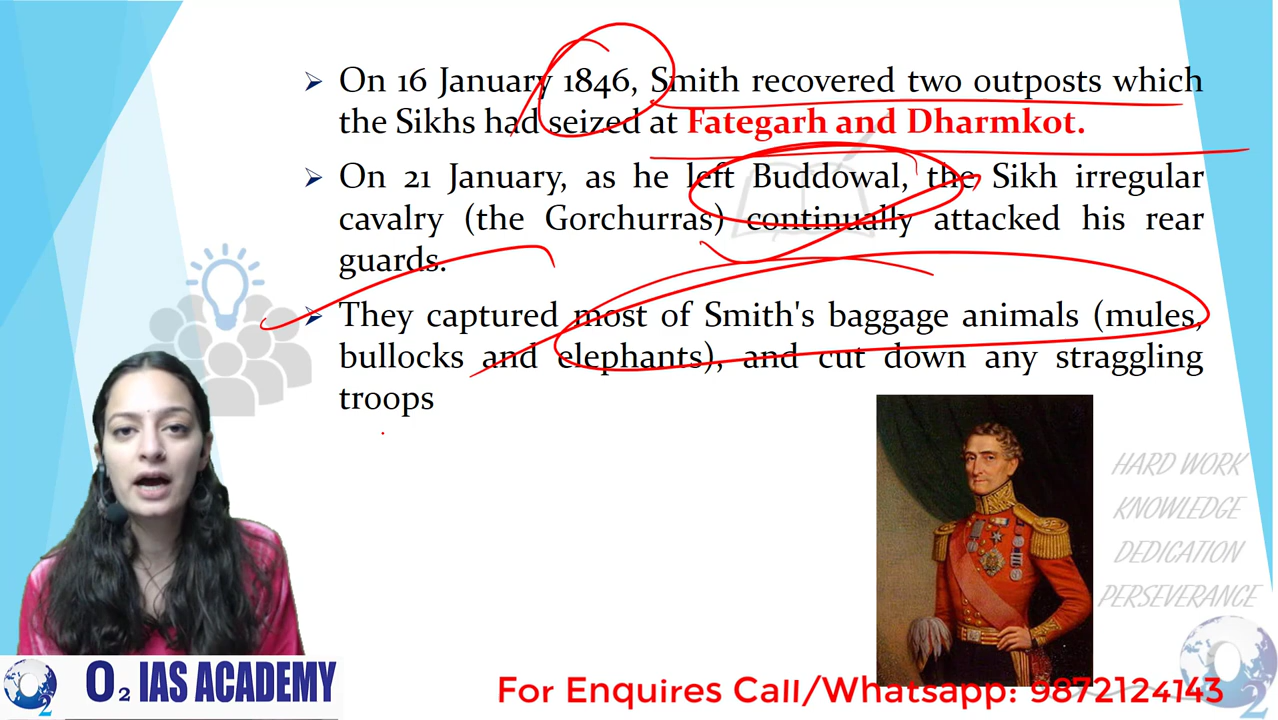 On 16 January 1846, Smith recovered two outposts which
the Sikhs had seized at Fategarh and Dharmkot.
On 21 January, as he left Buddowal, the Sikh irregular
cavalry (the Gorchurras) continually attacked his rear
guards.
They captured most of Smith's baggage animals (mules,
bullocks and elephants), and cut down any straggling
troops
HARD WORK
KNOWLEDGE
DEDICATION
PERSEVERANCE
O2 IAS ACADEMY
For Enquires Call/Whatsapp: 9872124143